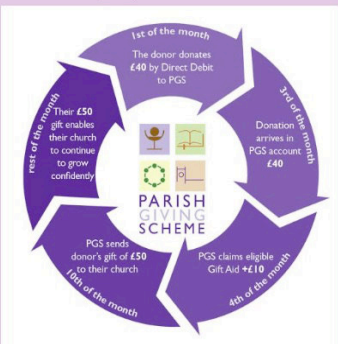 1st of the month
The donor donates
£40 by Direct Debit
to PGS
3rd of the month
Donation
arrives in
PGS account
£40
4th of the month
PGS claims eligible
Gift Aid +£10
10th of the month
PGS sends
donor's gift of £50
to their church
rest of the month
Their £50
gift enables
their church
to continue
to grow
confidently
PARISH
GIVING
SCHEME